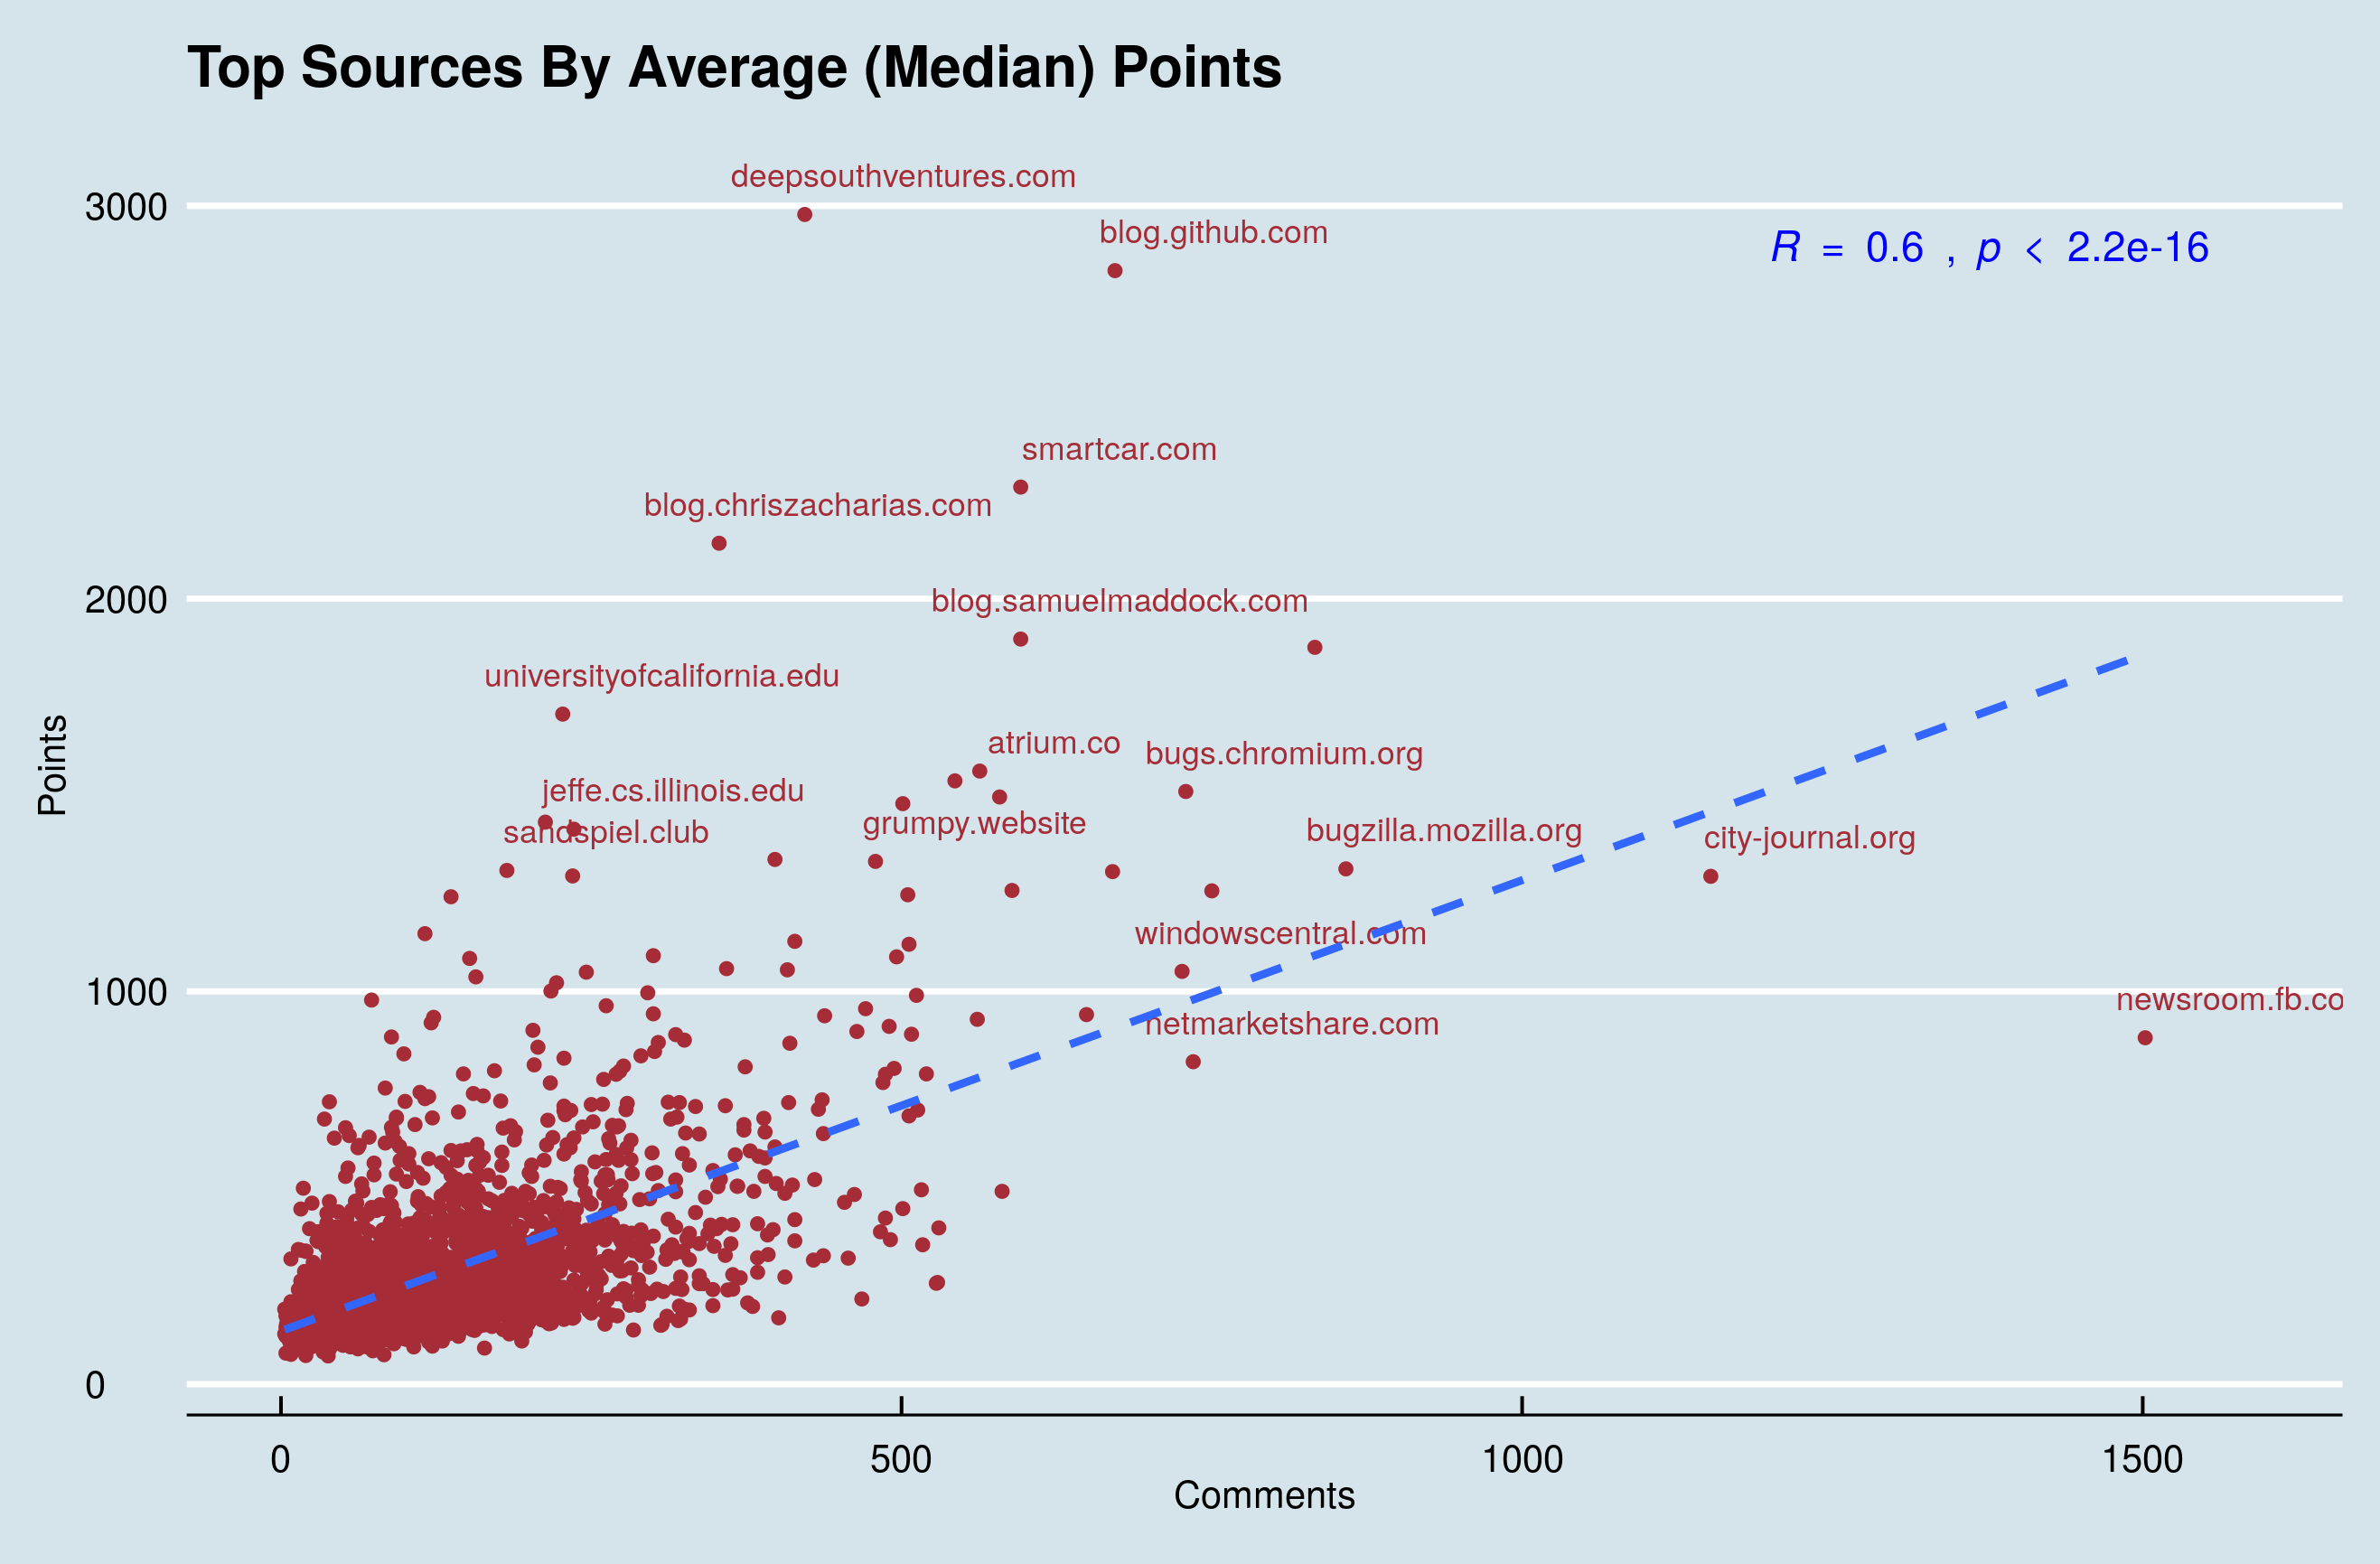 Top Sources By Average (Median) Points
deepsouthventures.com
3000
blog.github.com
R = 0.6 , p < 2.2e-16
smartcar.com
blog.chriszacharias.com
2000
blog.samuelmaddock.com
universityofcalifornia.edu
atrium.co
bugs.chromium.org
Points
jeffe.cs.illinois.edu
grumpy.website
sandspiel.club
bugzilla.mozilla.org
city-journal.org
windowscentral.com
1000
newsroom.fb.co
netmarketshare.com
0
0 500 1000 1500
Comments